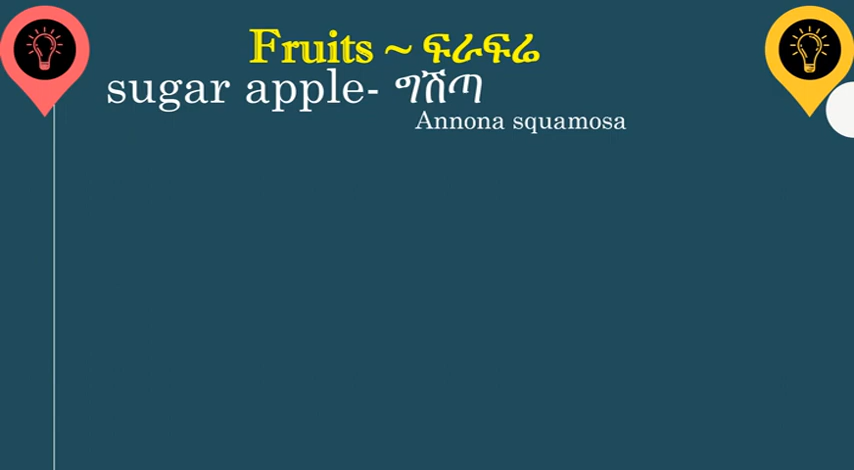 Fruits ~ ፍራፍሬ
sugar apple- ግሽጣ
Annona squamosa